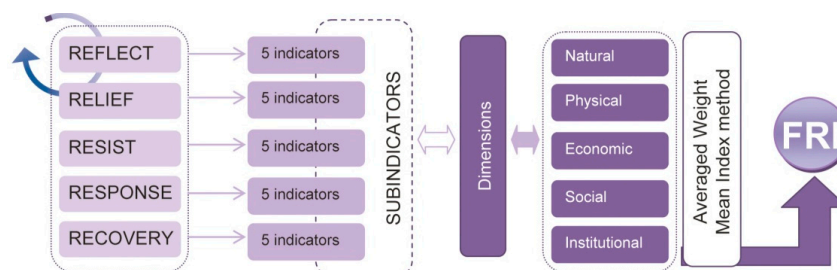 REFLECT
RELIEF
RESIST
RESPONSE
RECOVERY
5 indicators
5 indicators
5 indicators
5 indicators
5 indicators
SUBINDICATORS
Dimensions
Natural
Physical
Economic
Social
Institutional
Averaged Weight
Mean Index method
FRI